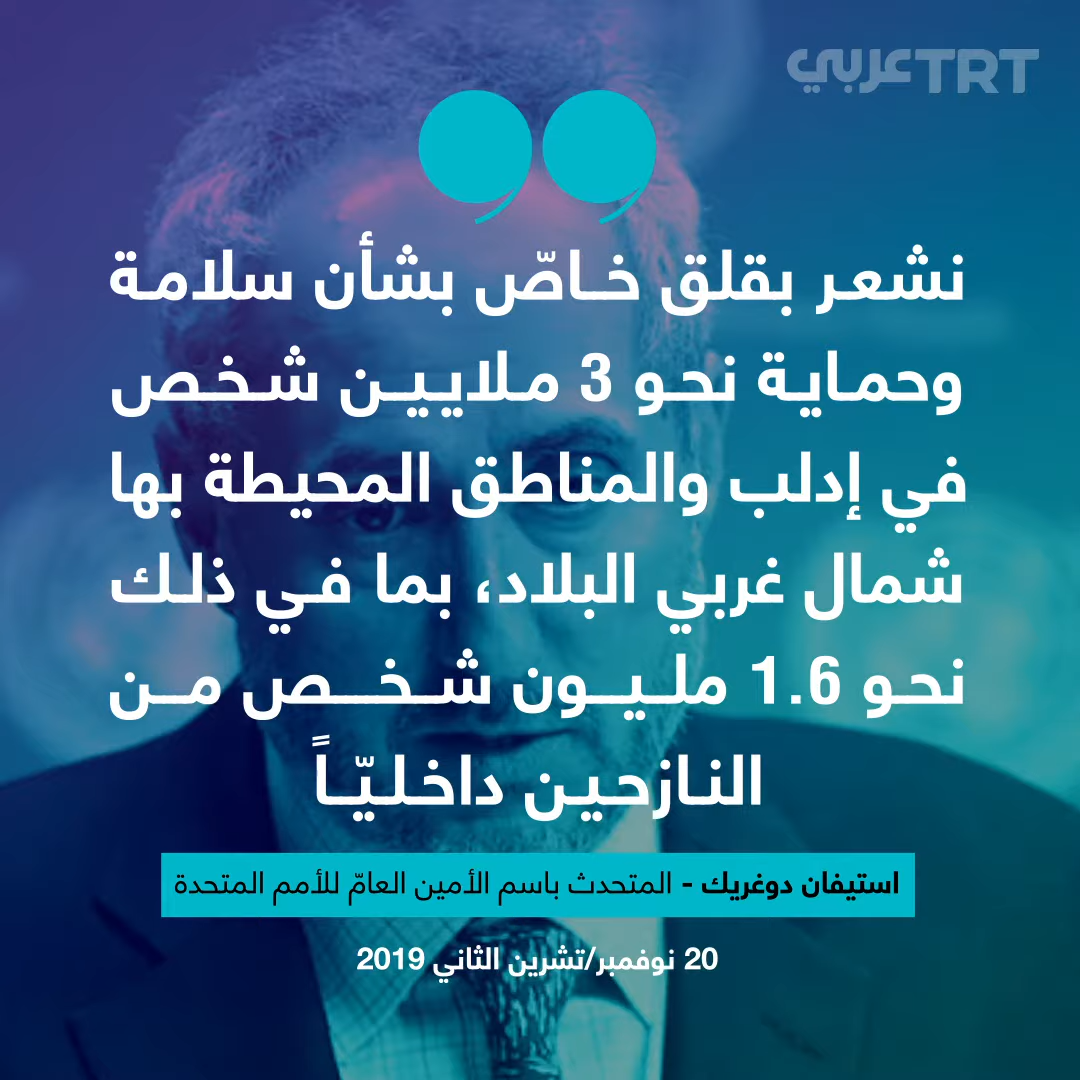 TRT عربي
نشعر بقلق خاصّ بشأن سلامة
وحماية نحو 3 ملايين شخص
في إدلب والمناطق المحيطة بها
شمال غربي البلاد، بما في ذلك
نحو 1.6 مليون شخص من
النازحين داخليّاً
استيفان دوغريك - المتحدث باسم الأمين العامّ للأمم المتحدة
20 نوفمبر/تشرين الثاني 2019